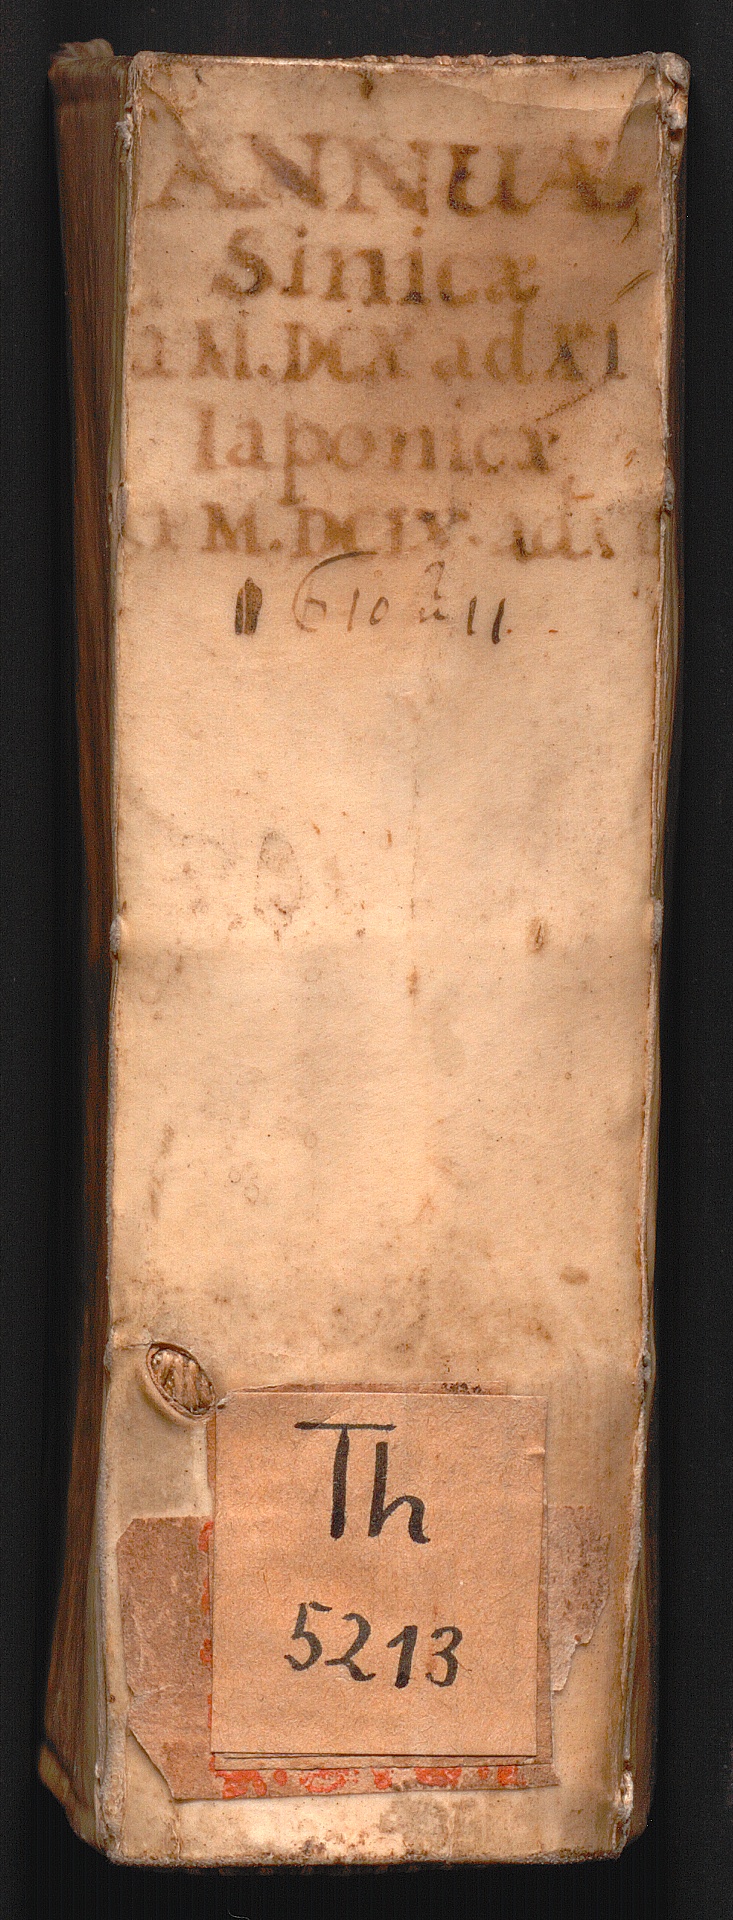 ANNUÆ
Sinicæ
a M.DCX ad XI
Iaponicæ
M.DCIX. ad
1610 à 11.
Th
5213